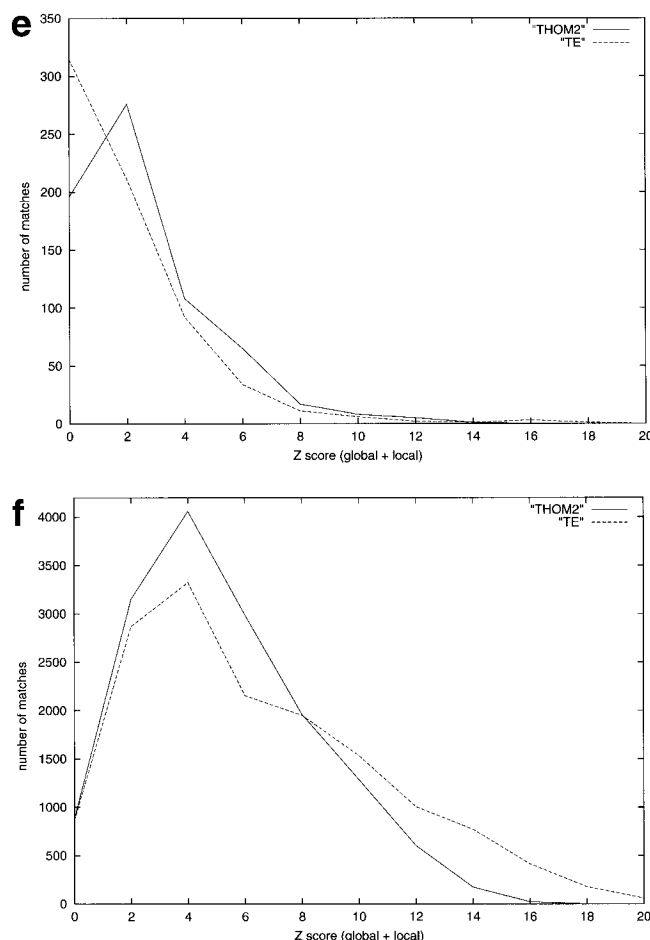 e
350
300
250
200
150
100
50
0
number of matches
"THOM2"
"TE"
0 2 4 6 8 10 12 14 16 18 20
Z score (global + local)
f
4000
3500
3000
2500
2000
1500
1000
500
0
number of matches
"THOM2"
"TE"
0 2 4 6 8 10 12 14 16 18 20
Z score (global + local)